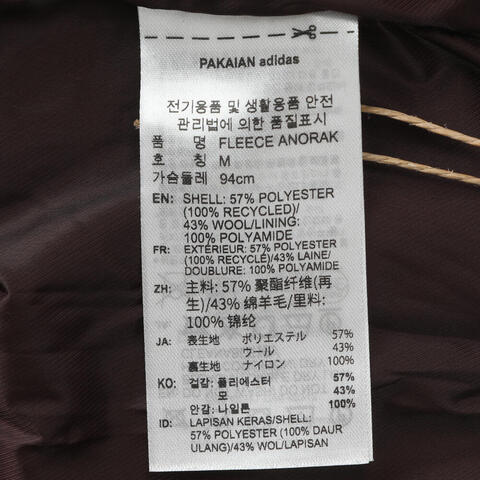 PAKAIAN adidas
전기용품 및 생활용품 안전
관리법에 의한 품질표시
품 명 FLEECE ANORAK
호 칭 M
가슴둘레 94cm
EN: SHELL: 57% POLYESTER
(100% RECYCLED)/
43% WOOL/LINING:
100% POLYAMIDE
FR: EXTÉRIEUR: 57% POLYESTER
(100% RECYCLÉ)/43% LAINE/
DOUBLURE: 100% POLYAMIDE
ZH: 主料: 57% 聚酯纤维(再
生)/43% 绵羊毛/里料:
100% 锦纶
JA: 表生地 ポリエステル 57%
ウール 43%
裏生地 ナイロン 100%
KO: 겉감: 폴리에스터 57%
모 43%
안감: 나일론 100%
ID: LAPISAN KERAS/SHELL:
57% POLYESTER (100% DAUR
ULANG)/43% WOL/LAPISAN